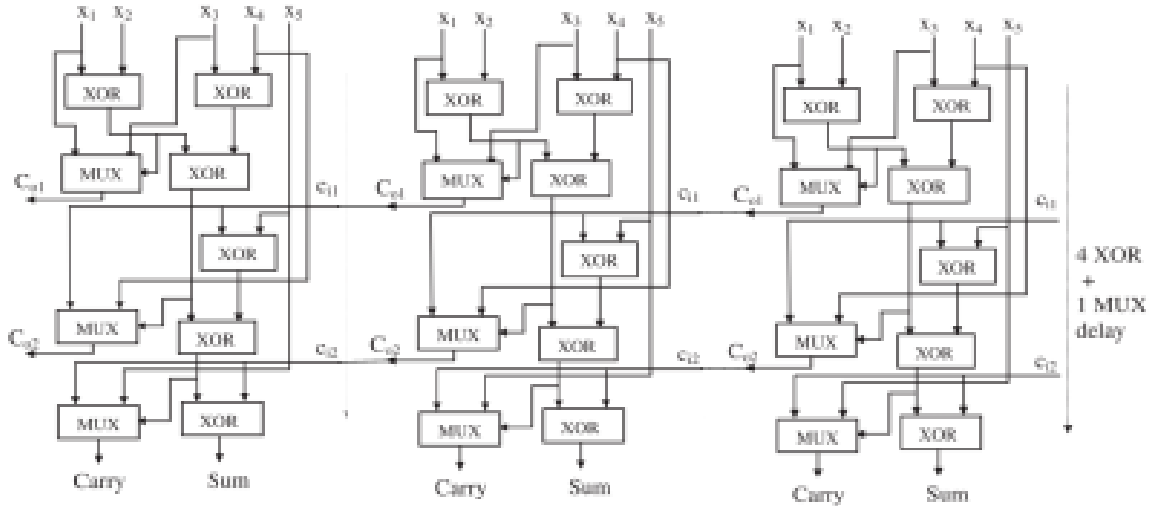 x1 x2 x3 x4 x5 x1 x2 x3 x4 x5 x1 x2 x3 x4 x5
XOR XOR XOR XOR XOR XOR
MUX XOR MUX XOR MUX XOR
Co1 ci1 Co1 ci1 Co1 ci1
XOR XOR XOR
4 XOR
+
1 MUX
delay
MUX XOR MUX XOR MUX XOR
Co2 ci2 Co2 ci2 Co2 ci2
MUX XOR MUX XOR MUX XOR
Carry Sum Carry Sum Carry Sum